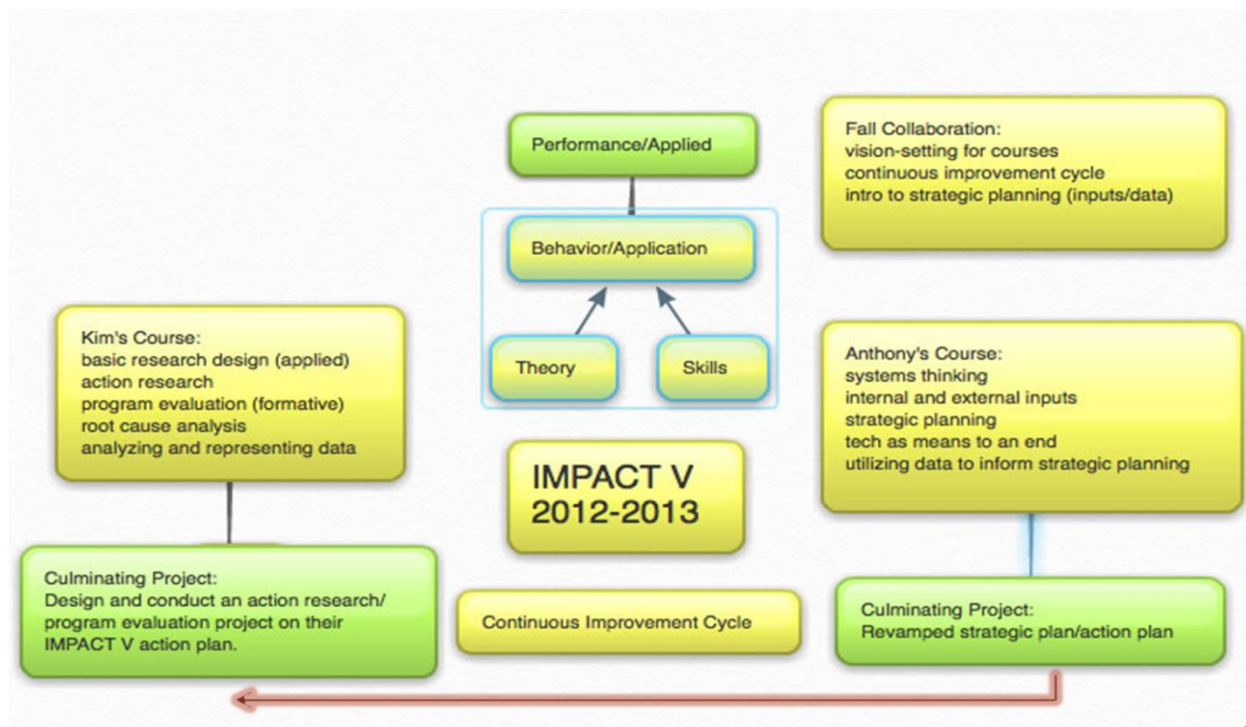 Performance/Applied
Behavior/Application
Theory
Skills
Fall Collaboration:
vision-setting for courses
continuous improvement cycle
intro to strategic planning (inputs/data)
Kim's Course:
basic research design (applied)
action research
program evaluation (formative)
root cause analysis
analyzing and representing data
Anthony's Course:
systems thinking
internal and external inputs
strategic planning
tech as means to an end
utilizing data to inform strategic planning
IMPACT V
2012-2013
Culminating Project:
Design and conduct an action research/
program evaluation project on their
IMPACT V action plan.
Continuous Improvement Cycle
Culminating Project:
Revamped strategic plan/action plan